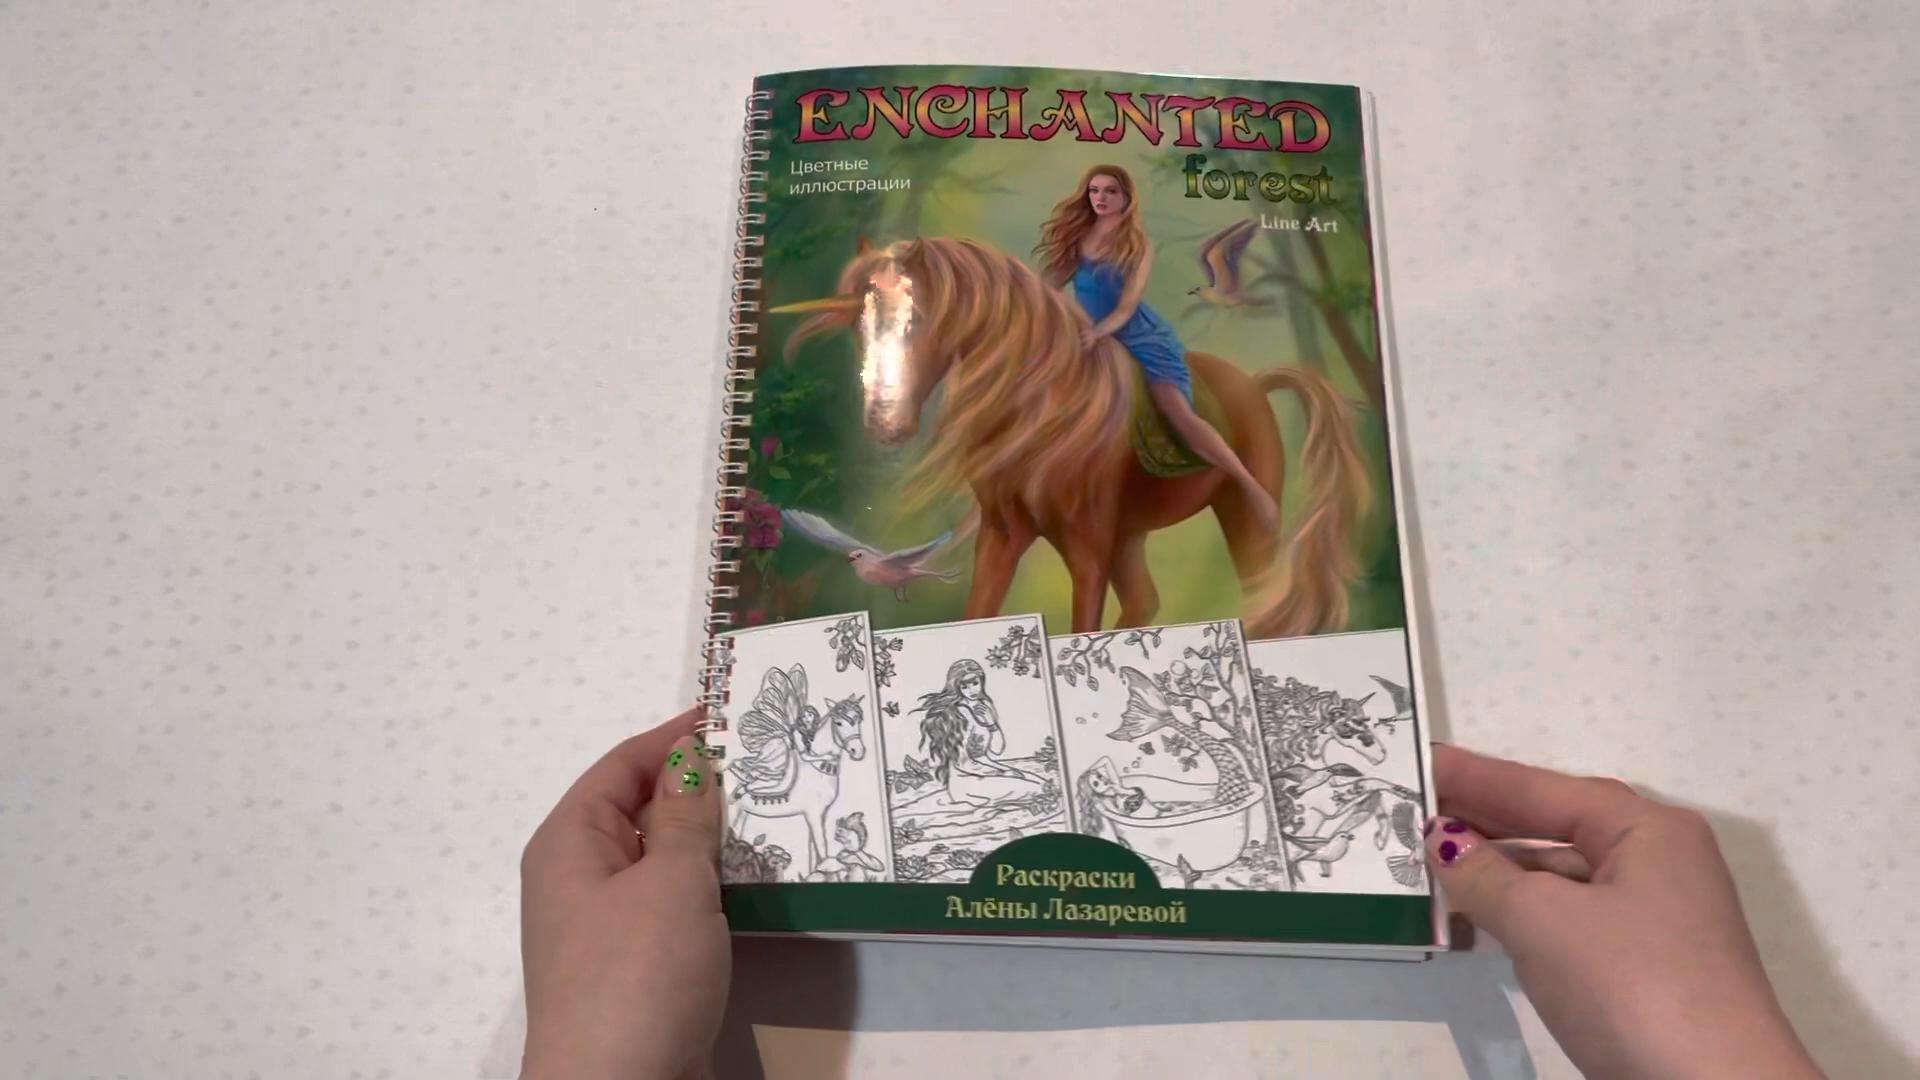 ENCHANTED
forest
Цветные
иллюстрации
Line Art
Раскраски
Алёны Лазаревой